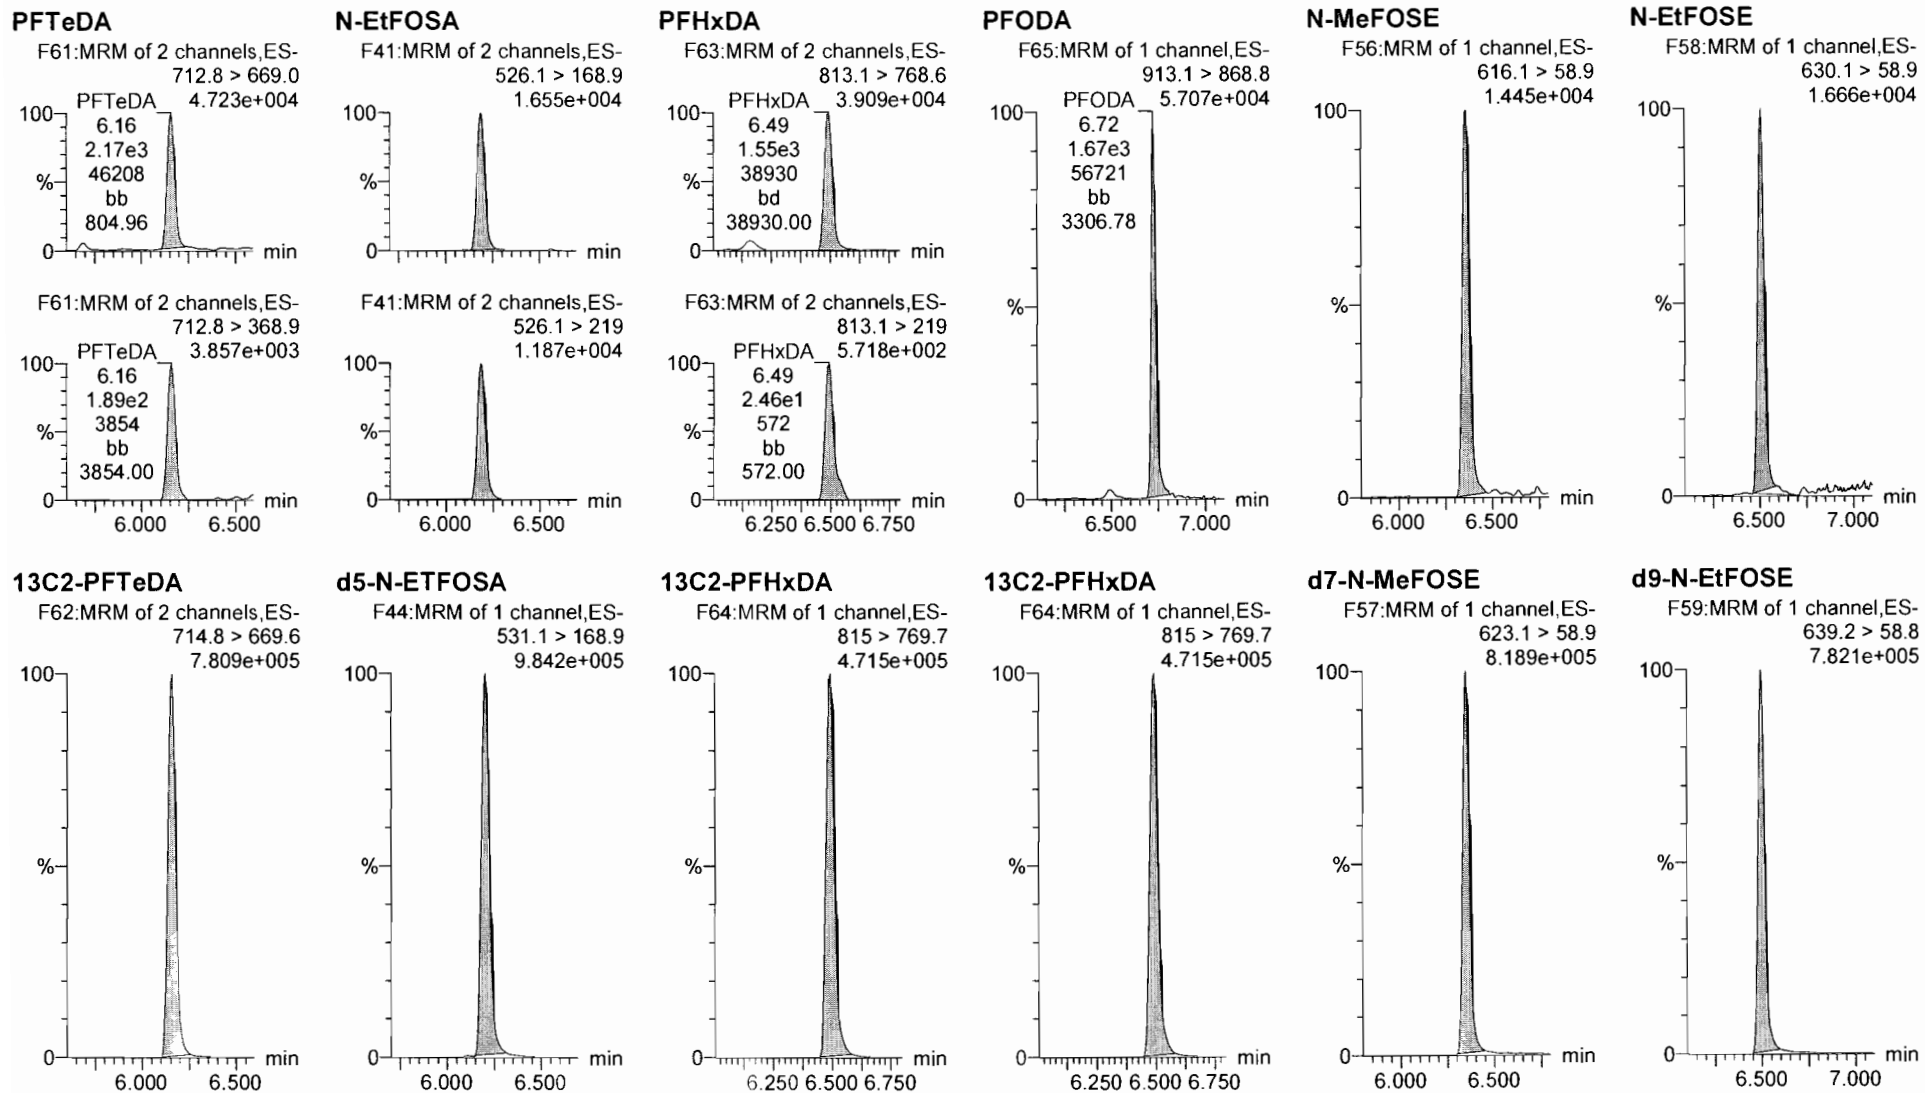 PFTeDA
F61:MRM of 2 channels,ES-
712.8 > 669.0
4.723e+004
PFTeDA
6.16
2.17e3
46208
bb
804.96
100
%
0
min
F61:MRM of 2 channels,ES-
712.8 > 368.9
3.857e+003
PFTeDA
6.16
1.89e2
3854
bb
3854.00
100
%
0
min
6.000 6.500
N-EtFOSA
F41:MRM of 2 channels,ES-
526.1 > 168.9
1.655e+004
100
%
0
min
F41:MRM of 2 channels,ES-
526.1 > 219
1.187e+004
100
%
0
min
6.000 6.500
PFHxDA
F63:MRM of 2 channels,ES-
813.1 > 768.6
3.909e+004
PFHxDA
6.49
1.55e3
38930
bd
38930.00
100
%
0
min
F63:MRM of 2 channels,ES-
813.1 > 219
5.718e+002
PFHxDA
6.49
2.46e1
572
bb
572.00
100
%
0
min
6.250 6.500 6.750
PFODA
F65:MRM of 1 channel,ES-
913.1 > 868.8
5.707e+004
PFODA
6.72
1.67e3
56721
bb
3306.78
100
%
0
min
6.500 7.000
N-MeFOSE
F56:MRM of 1 channel,ES-
616.1 > 58.9
1.445e+004
100
%
0
min
6.000 6.500
N-EtFOSE
F58:MRM of 1 channel,ES-
630.1 > 58.9
1.666e+004
100
%
0
min
6.500 7.000
13C2-PFTeDA
F62:MRM of 2 channels,ES-
714.8 > 669.6
7.809e+005
100
%
0
min
6.000 6.500
d5-N-ETFOSA
F44:MRM of 1 channel,ES-
531.1 > 168.9
9.842e+005
100
%
0
min
6.000 6.500
13C2-PFHxDA
F64:MRM of 1 channel,ES-
815 > 769.7
4.715e+005
100
%
0
min
6.250 6.500 6.750
13C2-PFHxDA
F64:MRM of 1 channel,ES-
815 > 769.7
4.715e+005
100
%
0
min
6.250 6.500 6.750
d7-N-MeFOSE
F57:MRM of 1 channel,ES-
623.1 > 58.9
8.189e+005
100
%
0
min
6.000 6.500
d9-N-EtFOSE
F59:MRM of 1 channel,ES-
639.2 > 58.8
7.821e+005
100
%
0
min
6.500 7.000